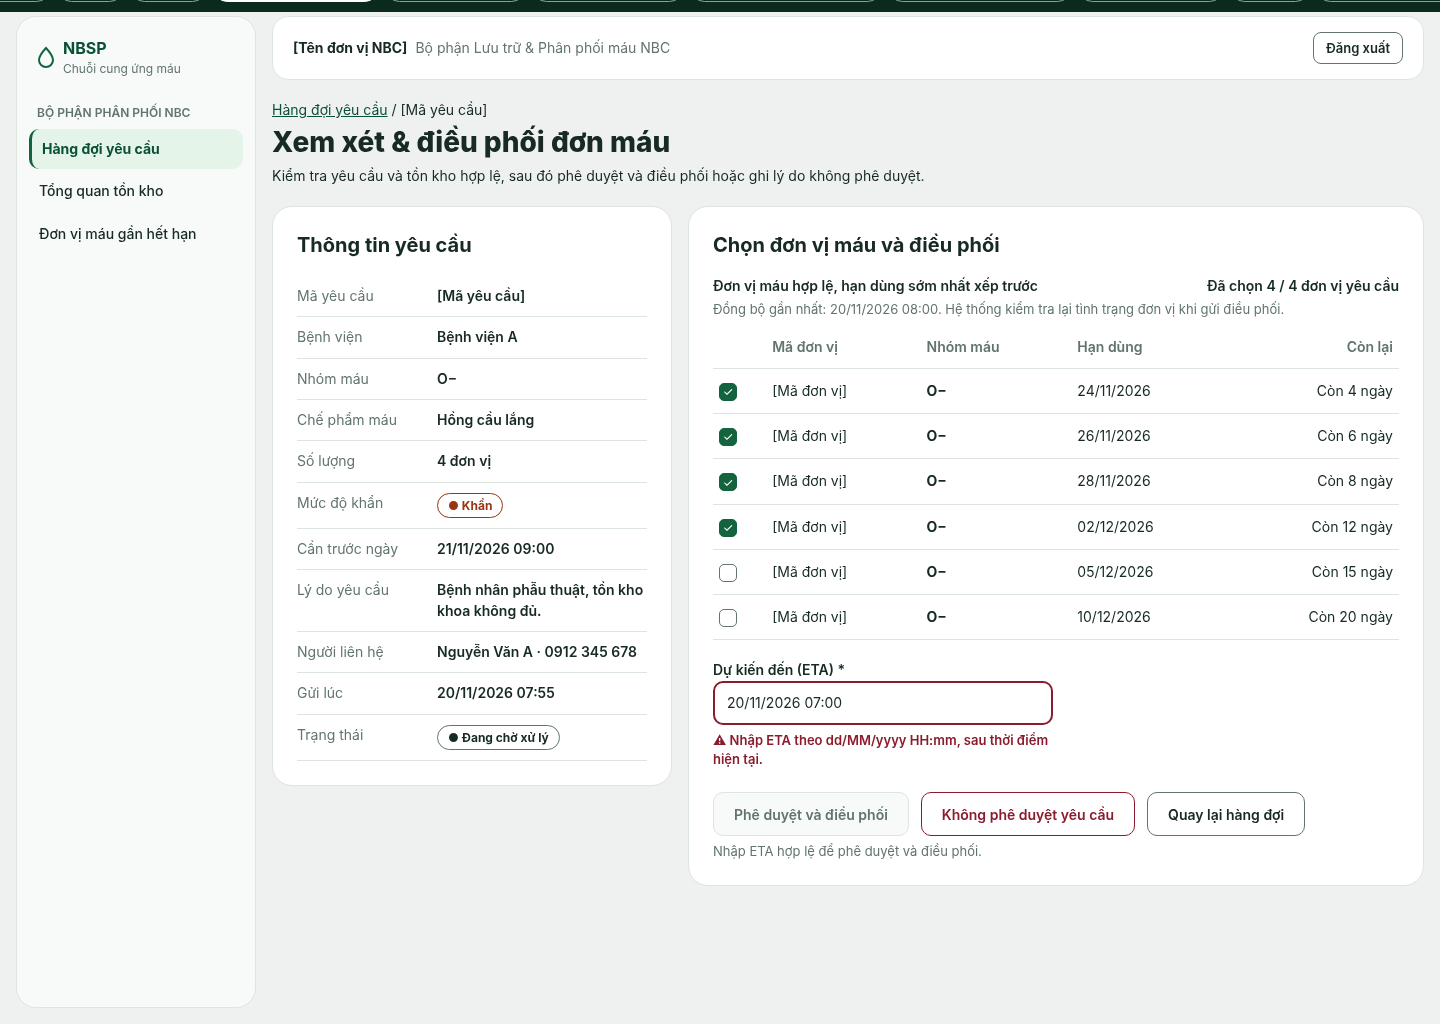 NBSP
Chuỗi cung ứng máu
BỘ PHẬN PHÂN PHỐI NBC
Hàng đợi yêu cầu
Tổng quan tồn kho
Đơn vị máu gần hết hạn
[Tên đơn vị NBC] Bộ phận Lưu trữ & Phân phối máu NBC
Đăng xuất
Hàng đợi yêu cầu / [Mã yêu cầu]
Xem xét & điều phối đơn máu
Kiểm tra yêu cầu và tồn kho hợp lệ, sau đó phê duyệt và điều phối hoặc ghi lý do không phê duyệt.
Thông tin yêu cầu
Mã yêu cầu [Mã yêu cầu]
Bệnh viện Bệnh viện A
Nhóm máu O−
Chế phẩm máu Hồng cầu lắng
Số lượng 4 đơn vị
Mức độ khẩn Khẩn
Cần trước ngày 21/11/2026 09:00
Lý do yêu cầu Bệnh nhân phẫu thuật, tồn kho
khoa không đủ.
Người liên hệ Nguyễn Văn A · 0912 345 678
Gửi lúc 20/11/2026 07:55
Trạng thái Đang chờ xử lý
Chọn đơn vị máu và điều phối
Đơn vị máu hợp lệ, hạn dùng sớm nhất xếp trước Đã chọn 4 / 4 đơn vị yêu cầu
Đồng bộ gần nhất: 20/11/2026 08:00. Hệ thống kiểm tra lại tình trạng đơn vị khi gửi điều phối.
Mã đơn vị Nhóm máu Hạn dùng Còn lại
[Mã đơn vị] O− 24/11/2026 Còn 4 ngày
[Mã đơn vị] O− 26/11/2026 Còn 6 ngày
[Mã đơn vị] O− 28/11/2026 Còn 8 ngày
[Mã đơn vị] O− 02/12/2026 Còn 12 ngày
[Mã đơn vị] O− 05/12/2026 Còn 15 ngày
[Mã đơn vị] O− 10/12/2026 Còn 20 ngày
Dự kiến đến (ETA) *
20/11/2026 07:00
⚠ Nhập ETA theo dd/MM/yyyy HH:mm, sau thời điểm
hiện tại.
Phê duyệt và điều phối Không phê duyệt yêu cầu Quay lại hàng đợi
Nhập ETA hợp lệ để phê duyệt và điều phối.